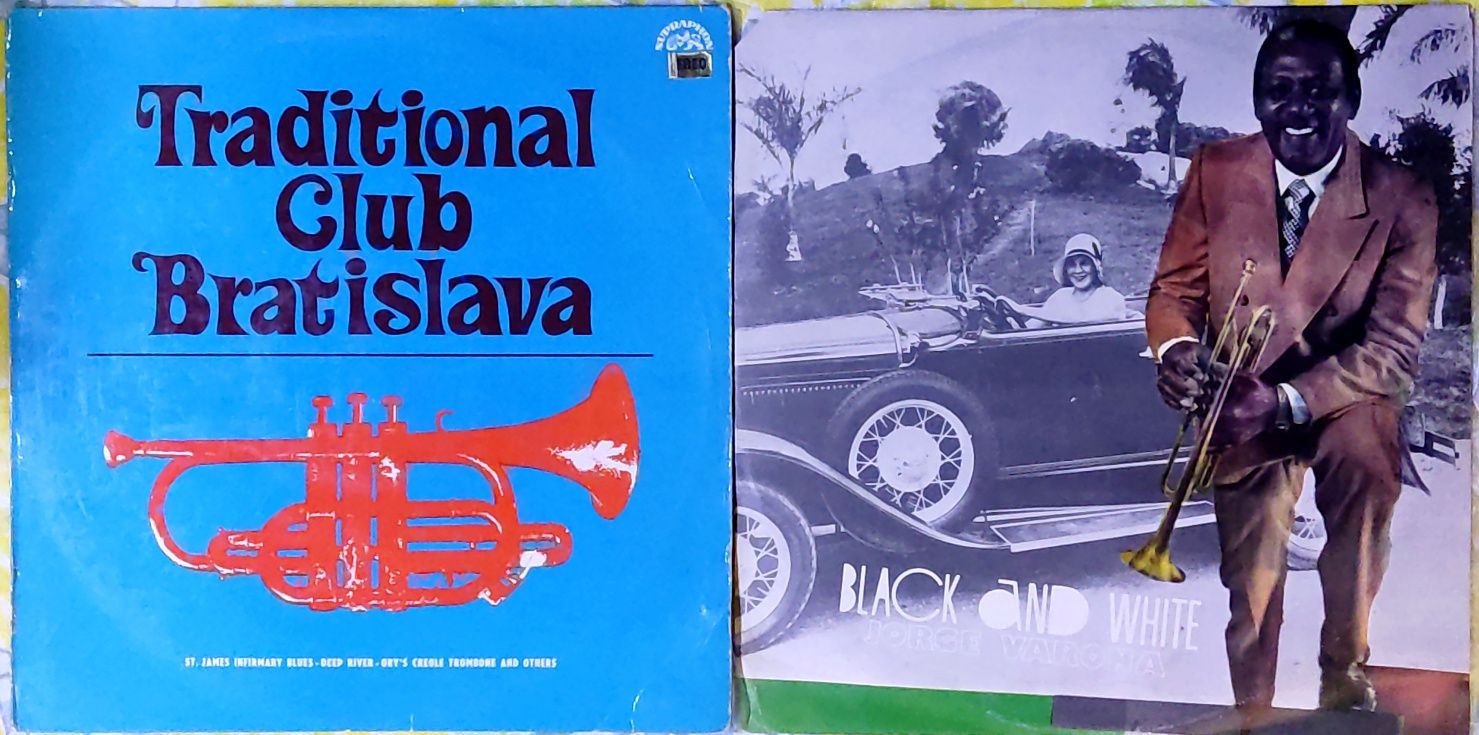 SUPRAPHON
Traditional
Club
Bratislava
ST. JAMES INFIRMARY BLUES - DEEP RIVER - ORY'S CREOLE TROMBONE AND OTHERS
BLACK AND WHITE
JORGE VARONA